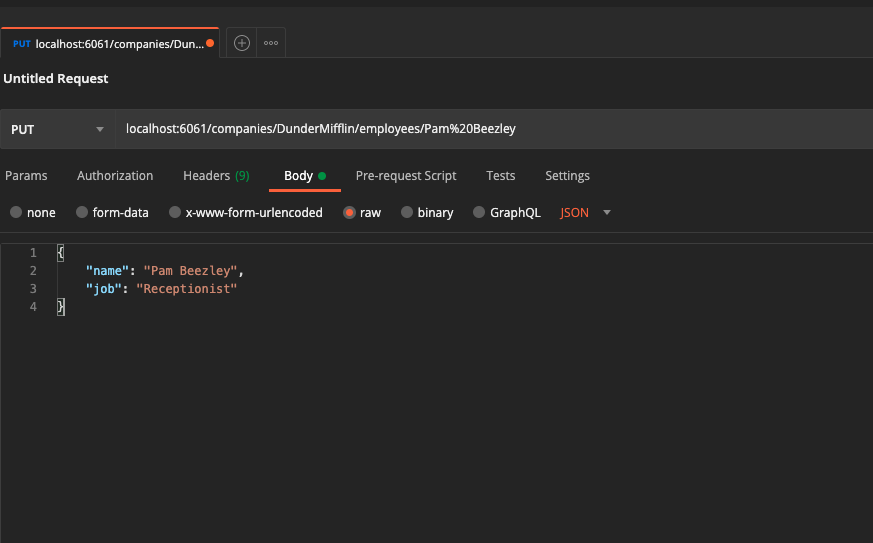 PUT localhost:6061/companies/Dun...
Untitled Request
PUT localhost:6061/companies/DunderMifflin/employees/Pam%20Beezley
Params Authorization Headers (9) Body Pre-request Script Tests Settings
none form-data x-www-form-urlencoded raw binary GraphQL JSON
1 {
2 "name": "Pam Beezley",
3 "job": "Receptionist"
4 }